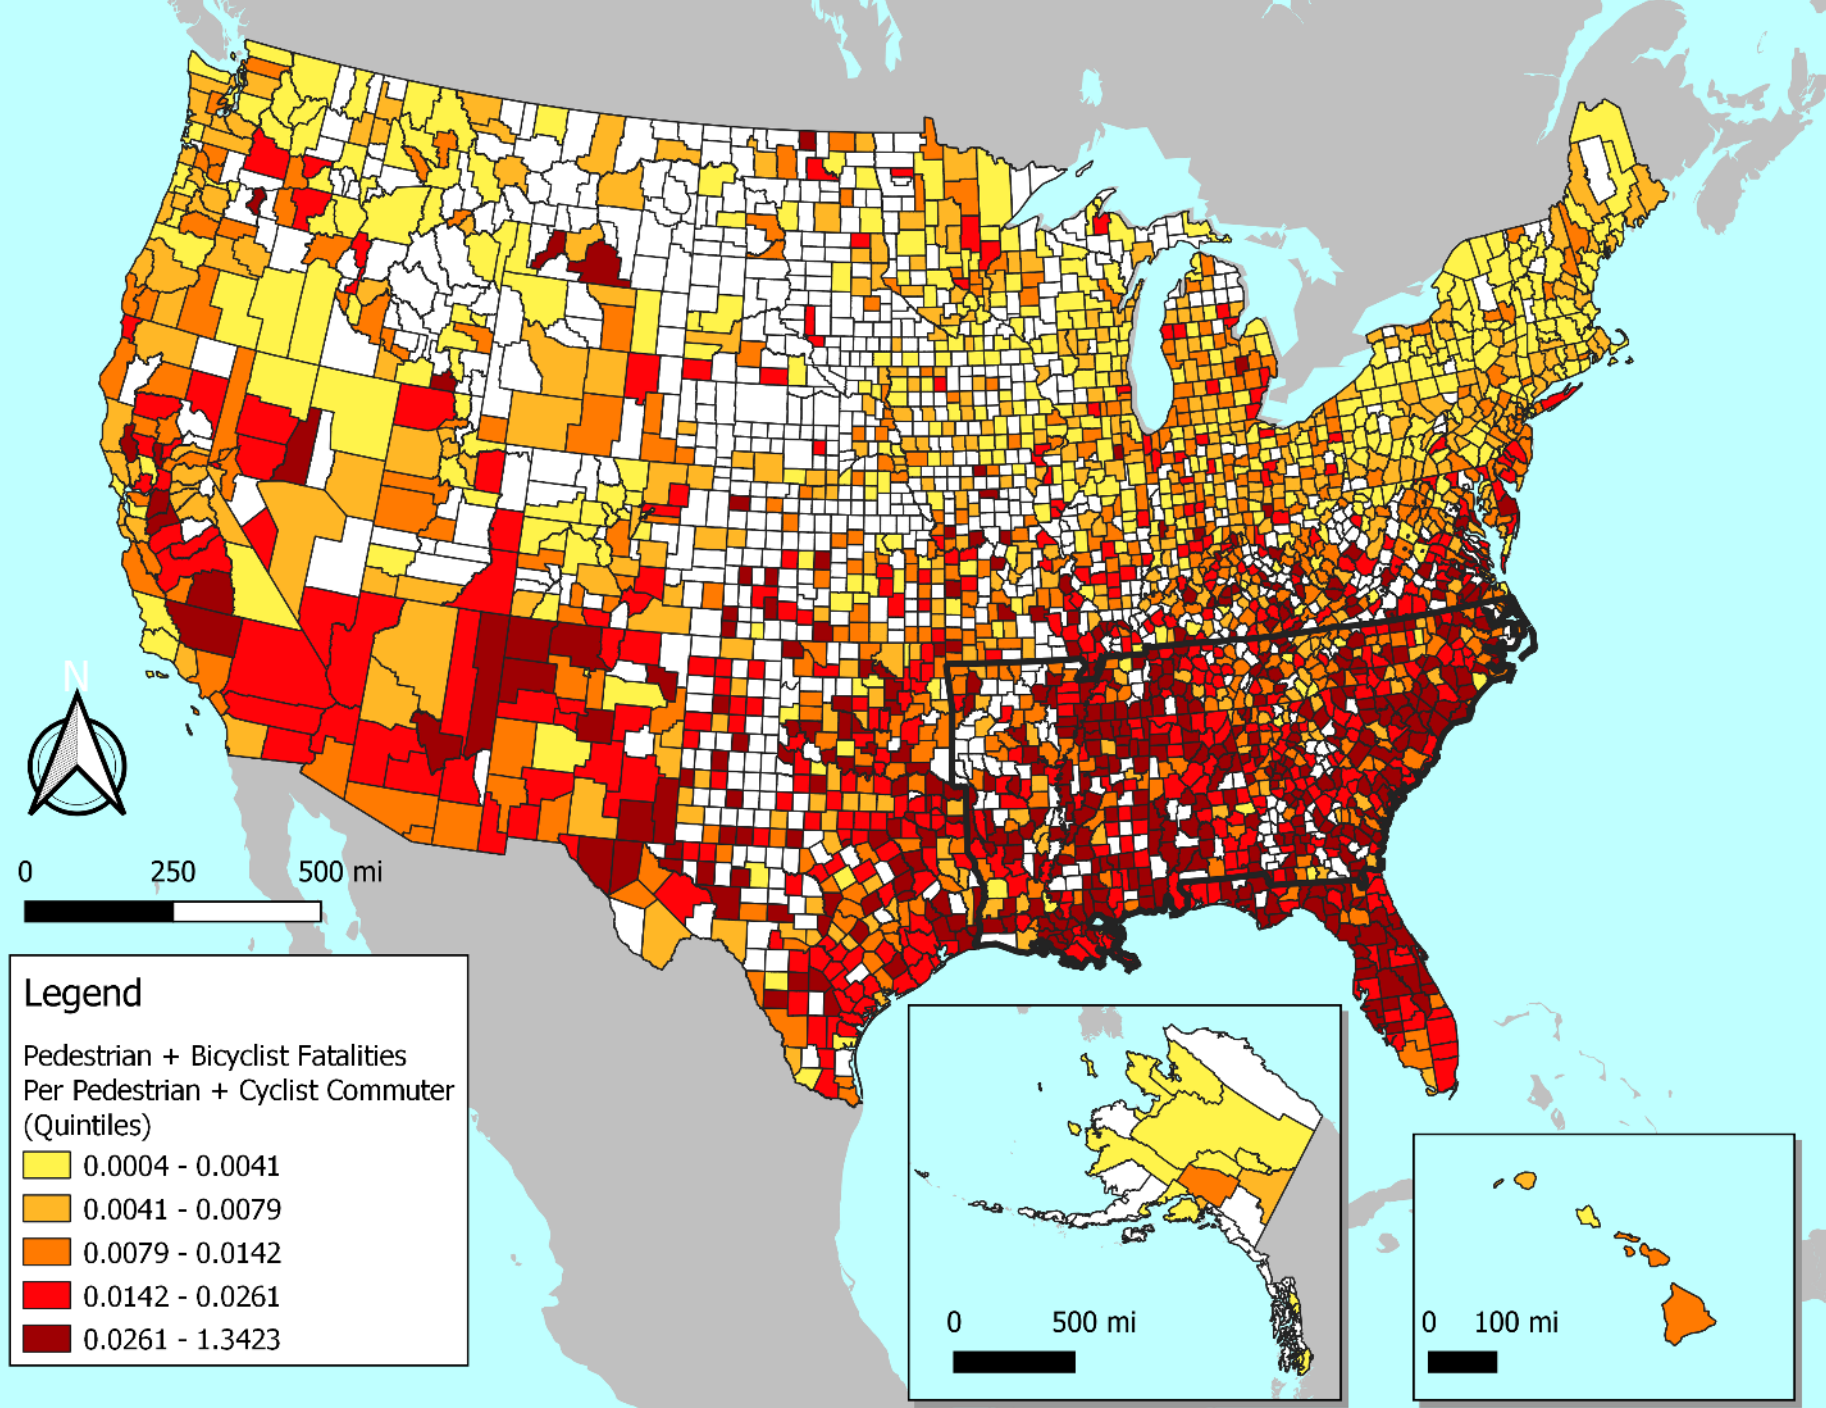 N
0 250 500 mi
Legend
Pedestrian + Bicyclist Fatalities
Per Pedestrian + Cyclist Commuter
(Quintiles)
0.0004 - 0.0041
0.0041 - 0.0079
0.0079 - 0.0142
0.0142 - 0.0261
0.0261 - 1.3423
0 500 mi
0 100 mi